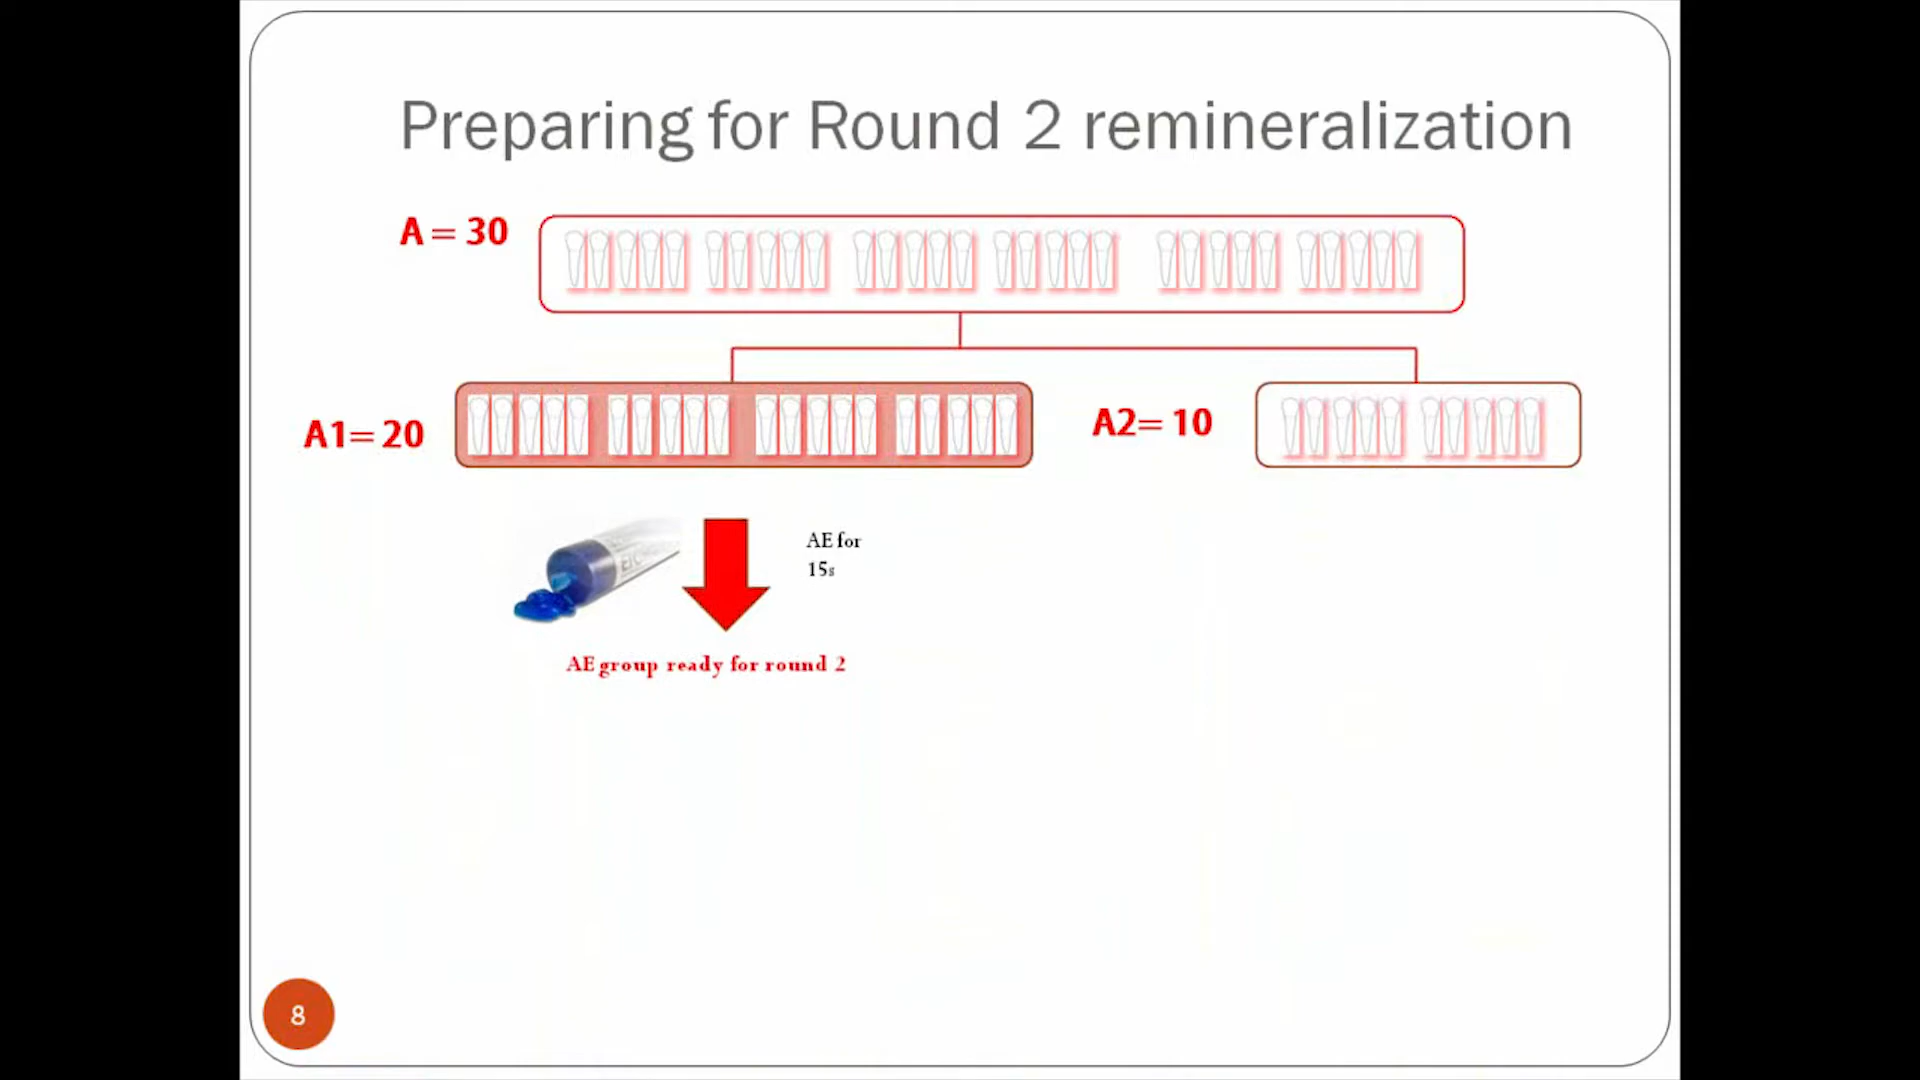 Preparing for Round 2 remineralization
A = 30
A1= 20
A2= 10
AE for
15s
AE group ready for round 2
8